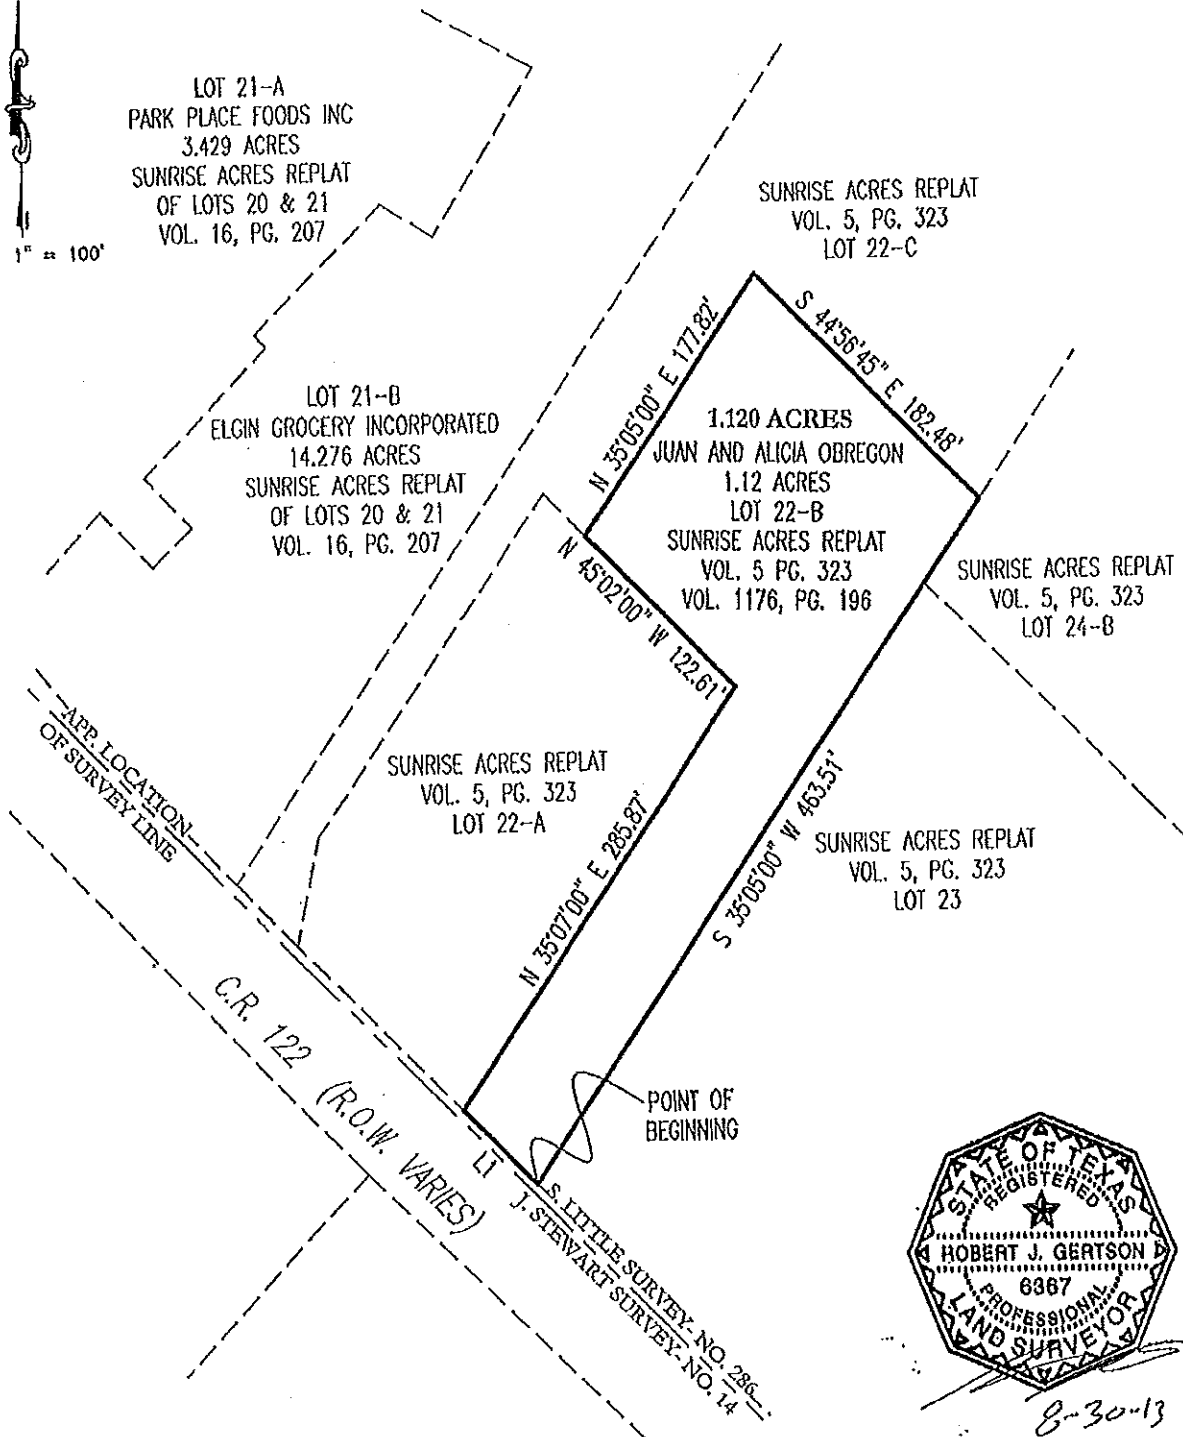 LOT 21-A
PARK PLACE FOODS INC
3.429 ACRES
SUNRISE ACRES REPLAT
OF LOTS 20 & 21
VOL. 16, PG. 207
1" = 100'
SUNRISE ACRES REPLAT
VOL. 5, PG. 323
LOT 22-C
N 35°05'00" E 177.82'
S 44°56'45" E 182.48'
LOT 21-B
ELGIN GROCERY INCORPORATED
14.276 ACRES
SUNRISE ACRES REPLAT
OF LOTS 20 & 21
VOL. 16, PG. 207
1.120 ACRES
JUAN AND ALICIA OBREGON
1.12 ACRES
LOT 22-B
SUNRISE ACRES REPLAT
VOL. 5 PG. 323
VOL. 1176, PG. 196
N 45°02'00" W 122.61'
SUNRISE ACRES REPLAT
VOL. 5, PG. 323
LOT 24-B
APP. LOCATION
OF SURVEY LINE
SUNRISE ACRES REPLAT
VOL. 5, PG. 323
LOT 22-A
N 35°07'00" E 285.87'
S 35°05'00" W 463.51'
SUNRISE ACRES REPLAT
VOL. 5, PG. 323
LOT 23
C.R. 122 (R.O.W. VARIES)
L1
POINT OF
BEGINNING
S. LITTLE SURVEY NO. 286
J. STEWART SURVEY NO. 14
STATE OF TEXAS
REGISTERED
ROBERT J. GERTSON
6367
PROFESSIONAL
LAND SURVEYOR
8-30-13